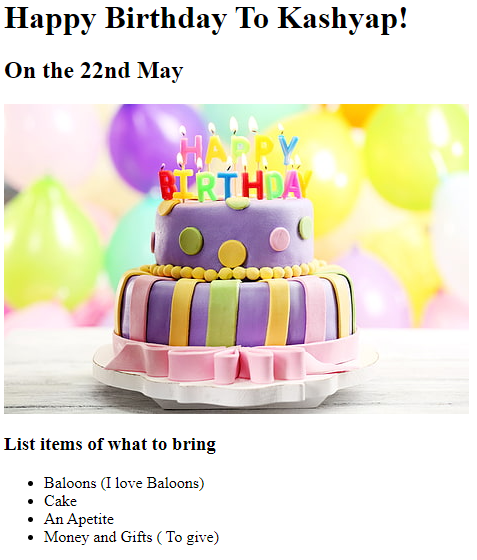 Happy Birthday To Kashyap!
On the 22nd May
HAPPY
BIRTHDAY
List items of what to bring
Baloons (I love Baloons)
Cake
An Apetite
Money and Gifts ( To give)